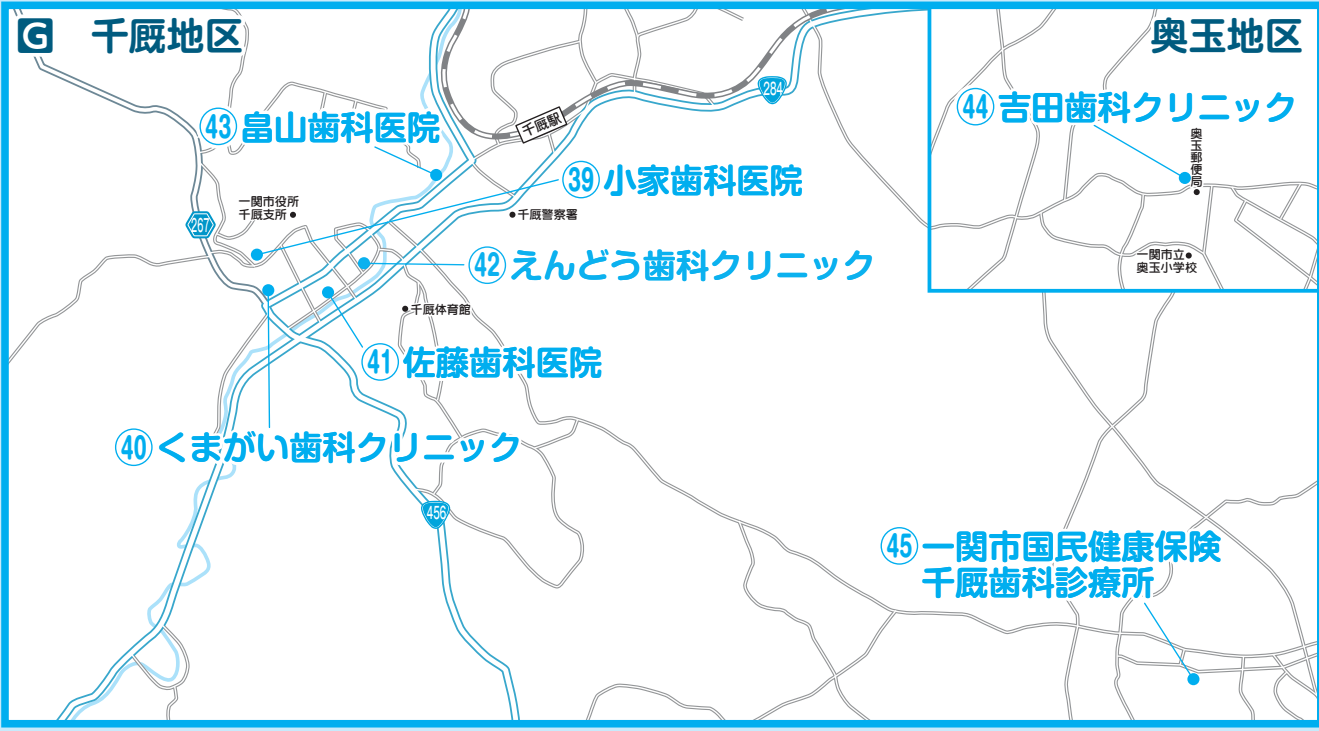 G 千厩地区
奥玉地区
284
44 吉田歯科クリニック
43 畠山歯科医院
千厩駅
奥玉郵便局
39 小家歯科医院
一関市役所
千厩支所
千厩警察署
267
42 えんどう歯科クリニック
一関市立
奥玉小学校
千厩体育館
41 佐藤歯科医院
40 くまがい歯科クリニック
456
45 一関市国民健康保険
千厩歯科診療所